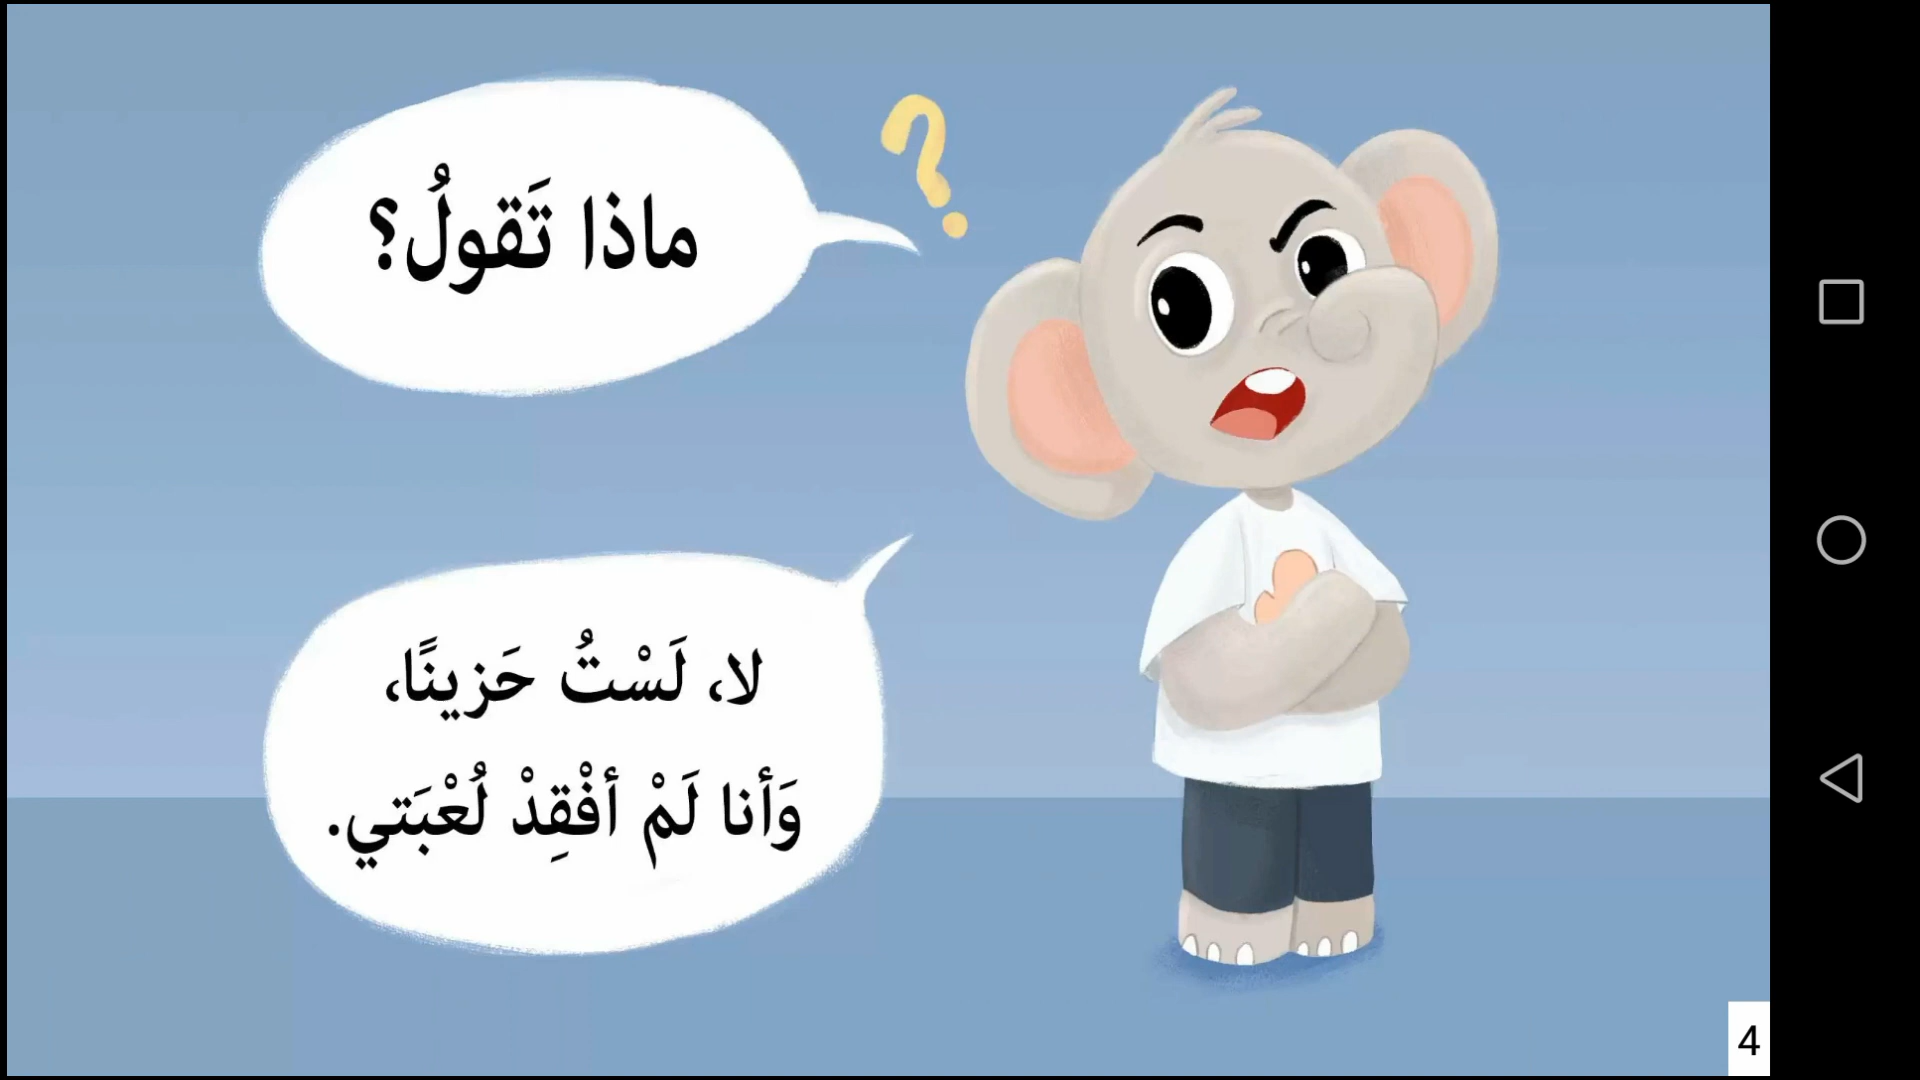 ماذا تَقولُ؟
لا، لَسْتُ حَزينًا،
وَأنا لَمْ أفْقِدْ لُعْبَتي.
4